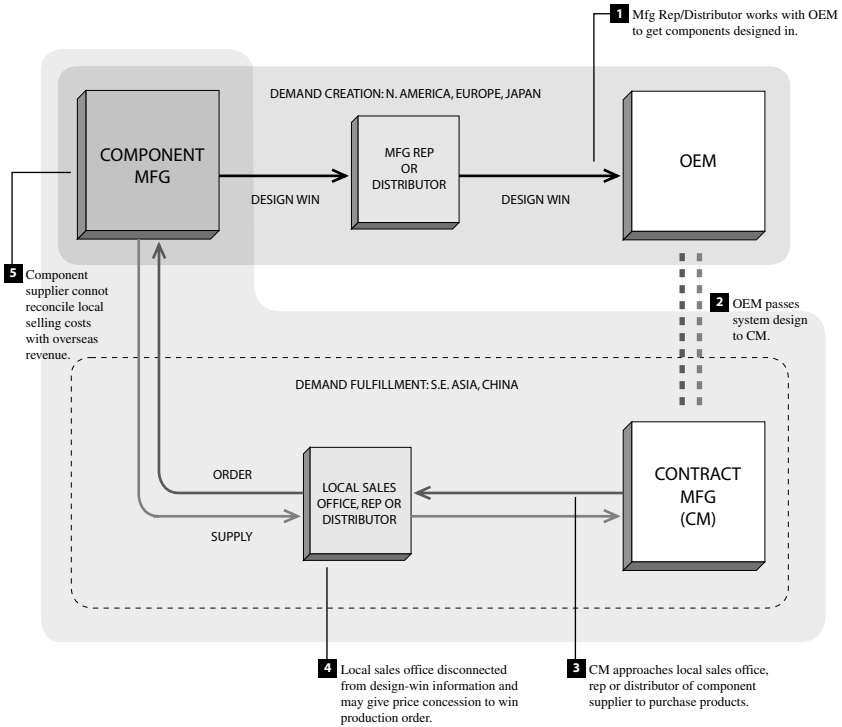 1 Mfg Rep/Distributor works with OEM
to get components designed in.
DEMAND CREATION: N. AMERICA, EUROPE, JAPAN
COMPONENT
MFG
DESIGN WIN
MFG REP
OR
DISTRIBUTOR
DESIGN WIN
OEM
5 Component
supplier connot
reconcile local
selling costs
with overseas
revenue.
2 OEM passes
system design
to CM.
DEMAND FULFILLMENT: S.E. ASIA, CHINA
ORDER
SUPPLY
LOCAL SALES
OFFICE, REP OR
DISTRIBUTOR
CONTRACT
MFG
(CM)
4 Local sales office disconnected
from design-win information and
may give price concession to win
production order.
3 CM approaches local sales office,
rep or distributor of component
supplier to purchase products.